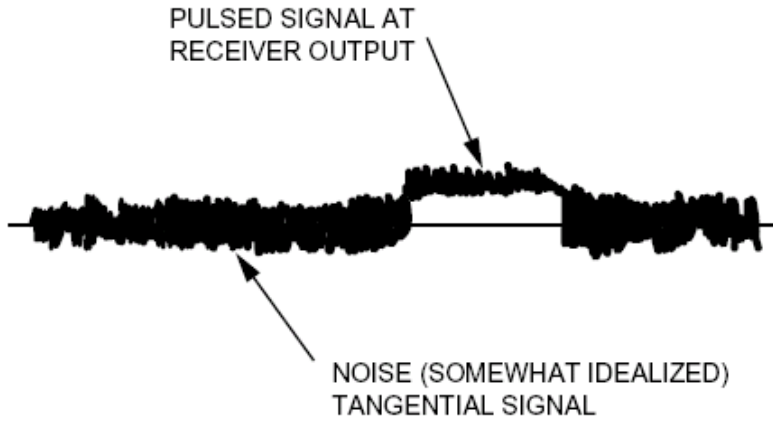 PULSED SIGNAL AT
RECEIVER OUTPUT
NOISE (SOMEWHAT IDEALIZED)
TANGENTIAL SIGNAL